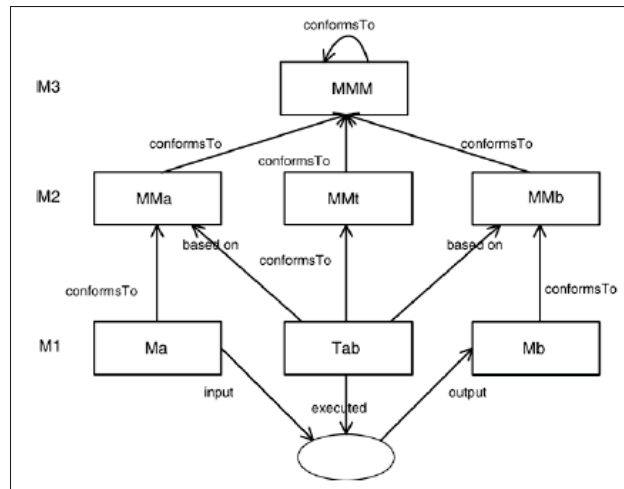 conformsTo
M3
MMM
conformsTo
conformsTo
conformsTo
M2
MMa
MMt
MMb
based on
conformsTo
based on
conformsTo
conformsTo
M1
Ma
Tab
Mb
input
executed
output